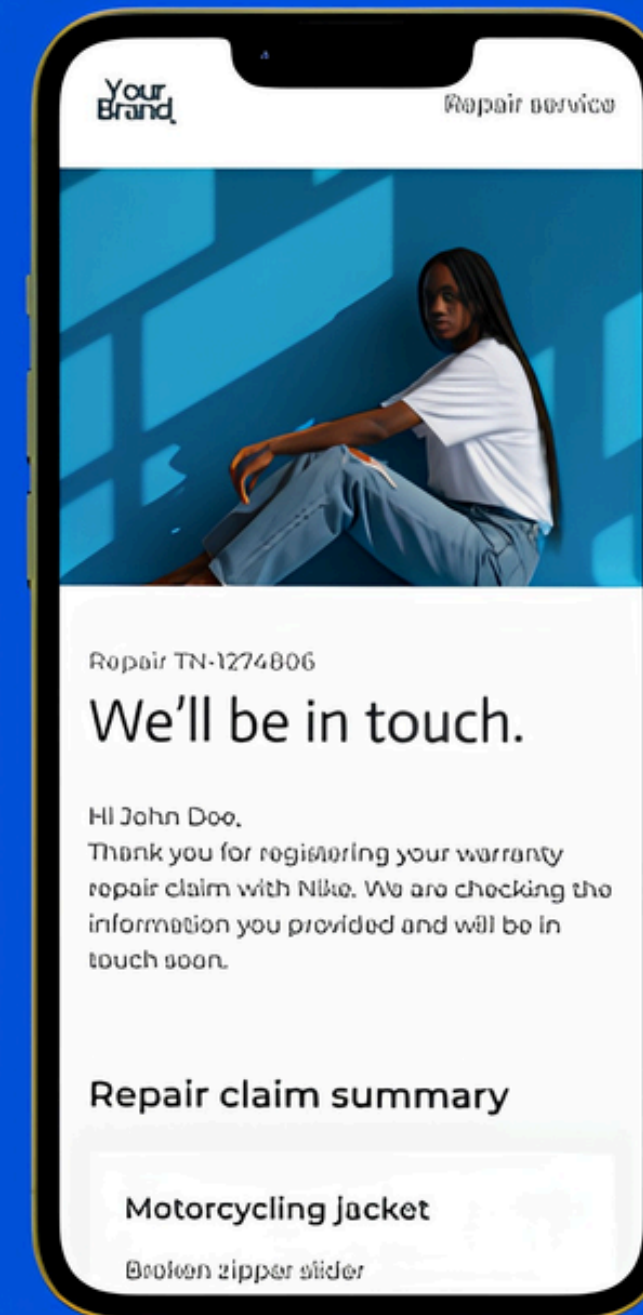 Your
Brand
Repair service
Repair TN-1274806
We'll be in touch.
Hi John Doe.
Thank you for registering your warranty
repair claim with Nike. We are checking the
information you provided and will be in
touch soon.
Repair claim summary
Motorcycling jacket
Broken zipper slider